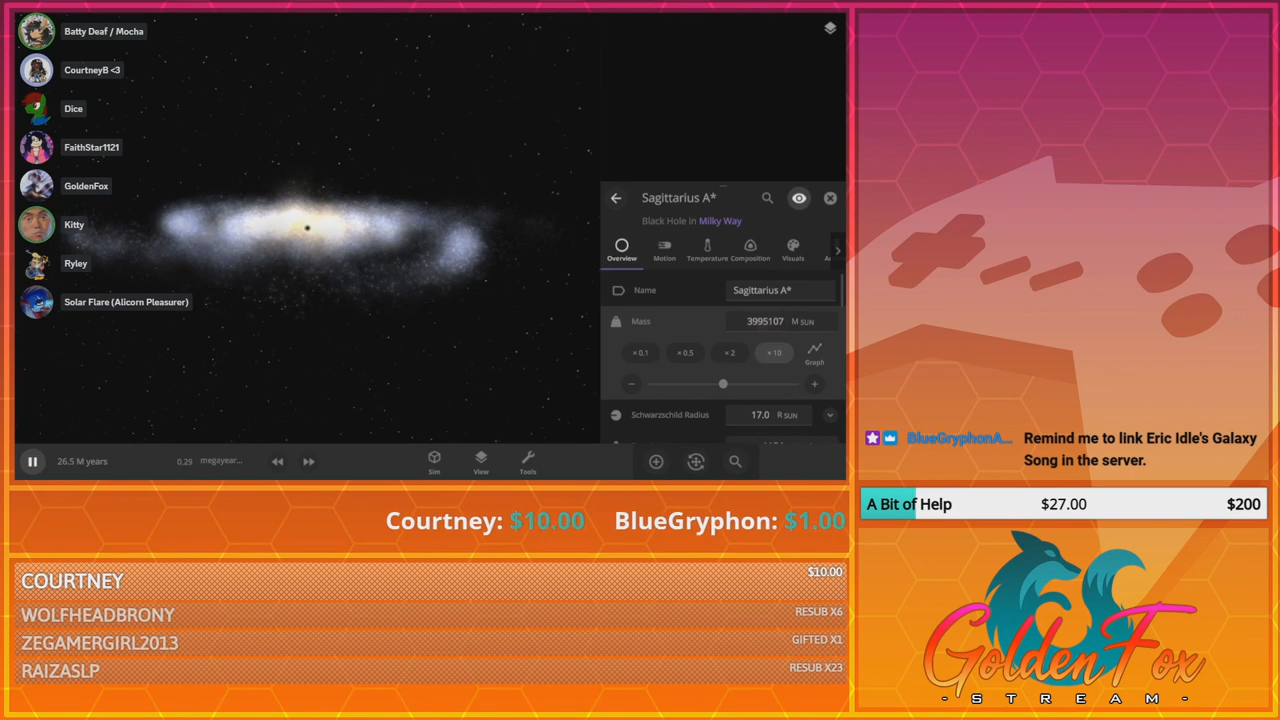 Batty Deaf / Mocha
CourtneyB <3
Dice
FaithStar1121
GoldenFox
Kitty
Ryley
Solar Flare (Alicorn Pleasurer)
Sagittarius A*
Black Hole in Milky Way
Overview Motion Temperature Composition Visuals
Name Sagittarius A*
Mass 3995107 M SUN
× 0.1 × 0.5 × 2 × 10 Graph
Schwarzschild Radius 17.0 R SUN
26.5 M years 0.29 megayear... Sim View Tools
BlueGryphonA... Remind me to link Eric Idle's Galaxy
Song in the server.
A Bit of Help $27.00 $200
Courtney: $10.00 BlueGryphon: $1.00
COURTNEY $10.00
WOLFHEADBRONY RESUB X6
ZEGAMERGIRL2013 GIFTED X1
RAIZASLP RESUB X23
GoldenFox
- STREAM -